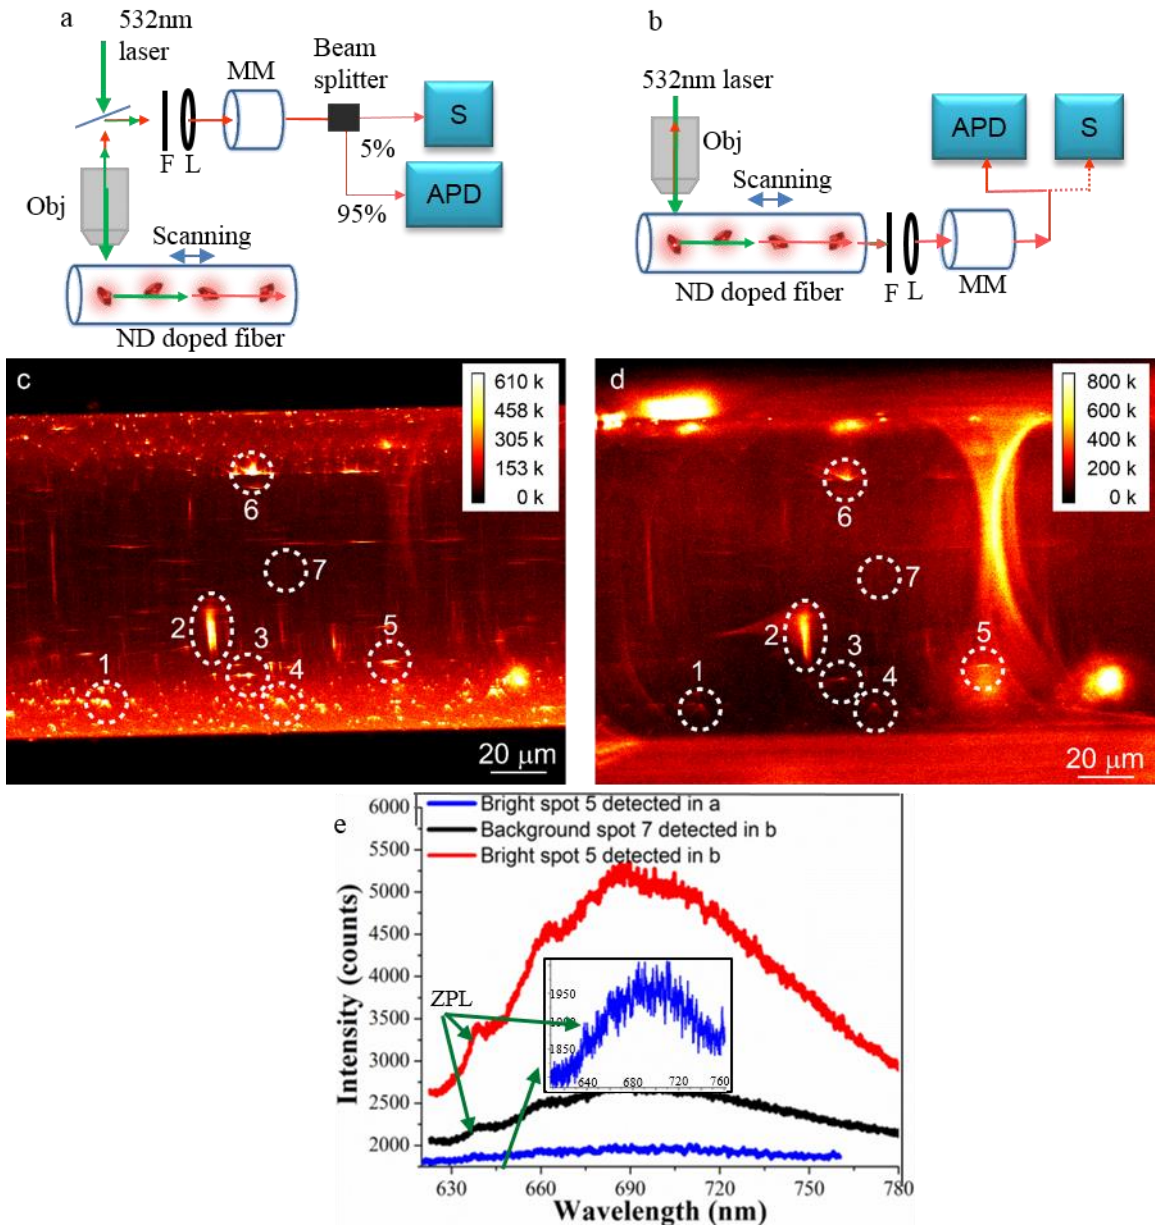 a
532nm
laser
MM
Beam
splitter
S
5%
F L
APD
95%
Obj
Scanning
ND doped fiber
b
532nm laser
APD
S
Obj
Scanning
F L
MM
ND doped fiber
c
610 k
458 k
305 k
153 k
0 k
6
7
2
3
5
1
4
20 μm
d
800 k
600 k
400 k
200 k
0 k
6
7
2
3
5
1
4
20 μm
e
6000
5500
5000
4500
4000
3500
3000
2500
2000
Intensity (counts)
Bright spot 5 detected in a
Background spot 7 detected in b
Bright spot 5 detected in b
ZPL
1950
1900
1850
640 680 720 760
630 660 690 720 750 780
Wavelength (nm)